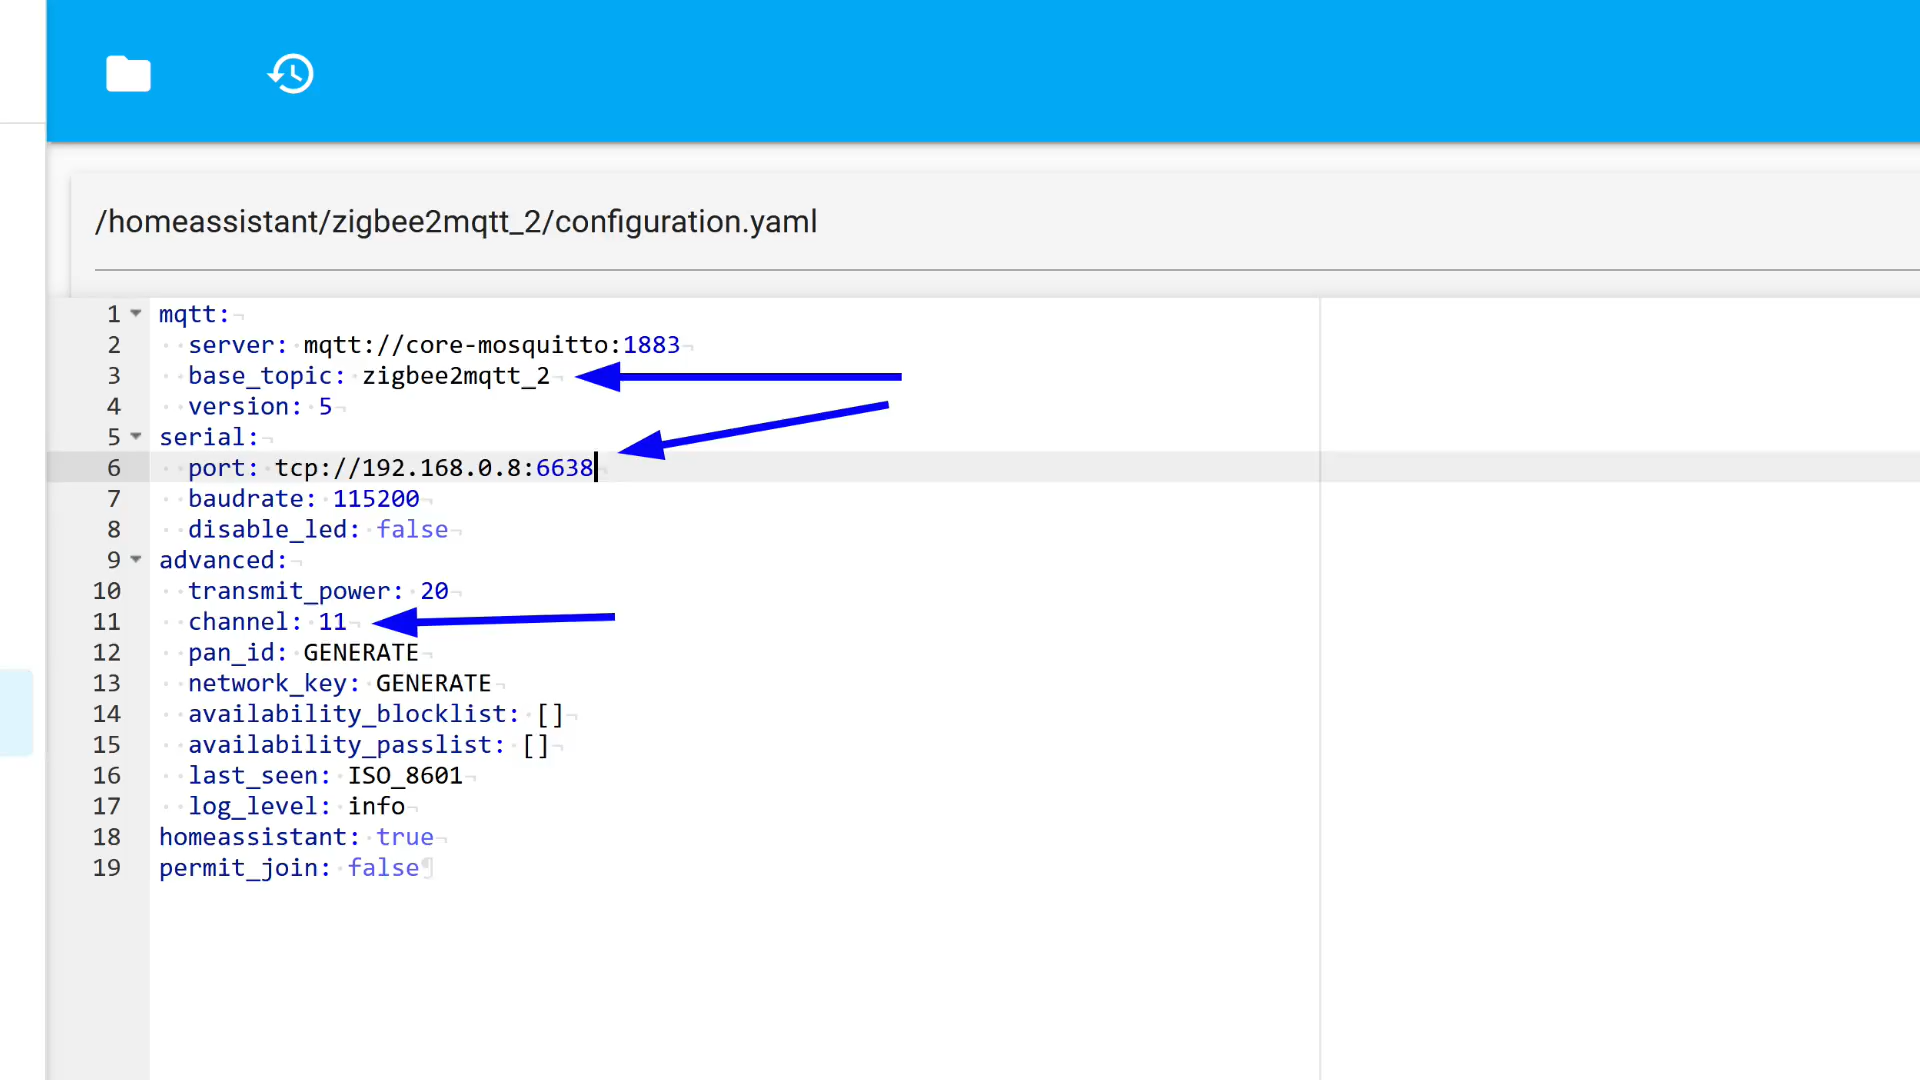 /homeassistant/zigbee2mqtt_2/configuration.yaml
1 mqtt:
2   server: mqtt://core-mosquitto:1883
3   base_topic: zigbee2mqtt_2
4   version: 5
5 serial:
6   port: tcp://192.168.0.8:6638
7   baudrate: 115200
8   disable_led: false
9 advanced:
10   transmit_power: 20
11   channel: 11
12   pan_id: GENERATE
13   network_key: GENERATE
14   availability_blocklist: []
15   availability_passlist: []
16   last_seen: ISO_8601
17   log_level: info
18 homeassistant: true
19 permit_join: false